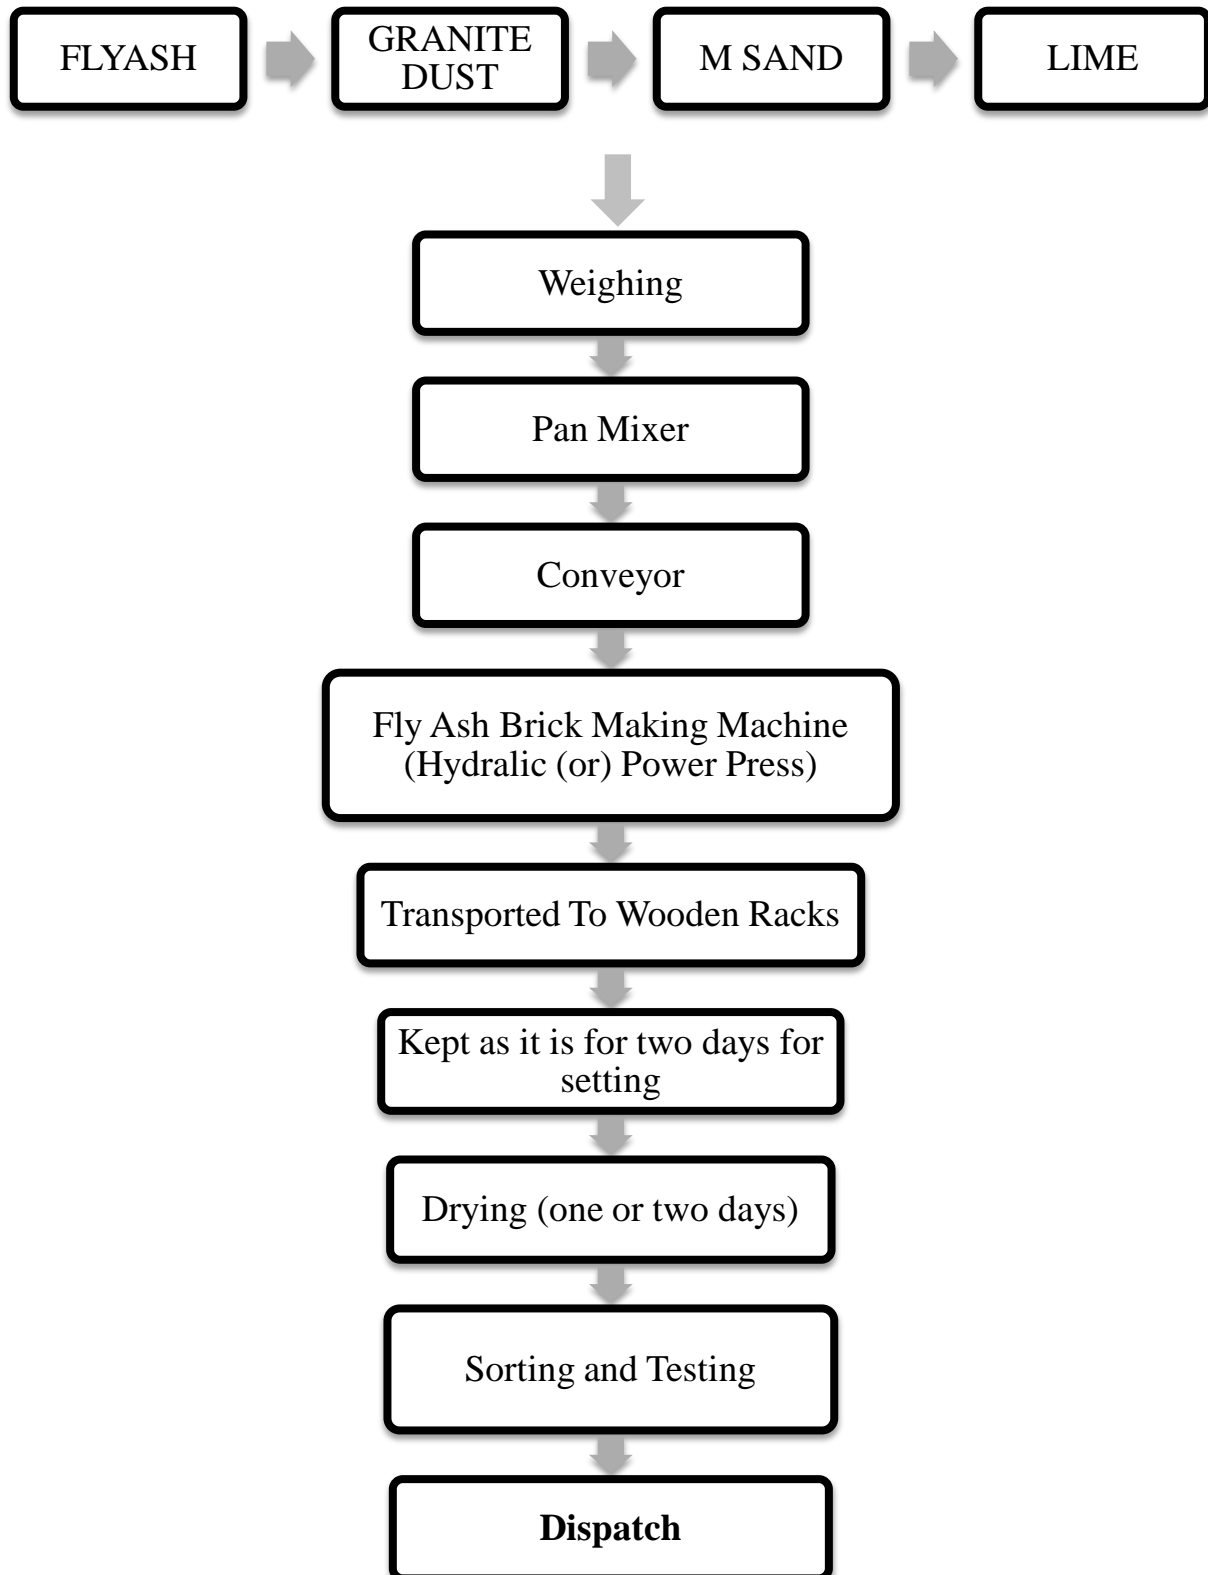 FLYASH
GRANITE
DUST
M SAND
LIME
Weighing
Pan Mixer
Conveyor
Fly Ash Brick Making Machine
(Hydralic (or) Power Press)
Transported To Wooden Racks
Kept as it is for two days for
setting
Drying (one or two days)
Sorting and Testing
Dispatch